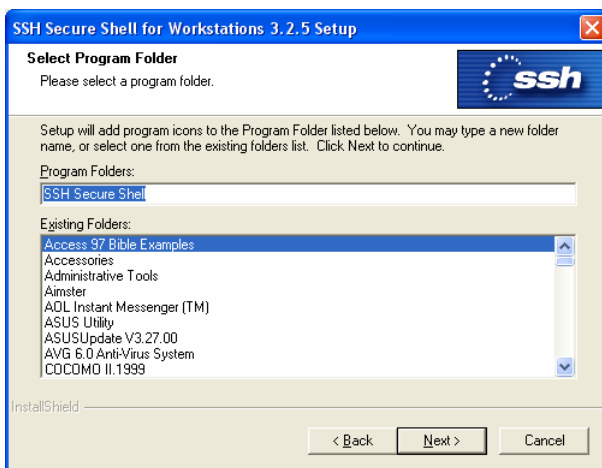 SSH Secure Shell for Workstations 3.2.5 Setup
Select Program Folder
Please select a program folder.
ssh
Setup will add program icons to the Program Folder listed below. You may type a new folder
name, or select one from the existing folders list. Click Next to continue.
Program Folders:
SSH Secure Shell
Existing Folders:
Access 97 Bible Examples
Accessories
Administrative Tools
Aimster
AOL Instant Messenger (TM)
ASUS Utility
ASUSUpdate V3.27.00
AVG 6.0 Anti-Virus System
COCOMO II.1999
InstallShield
< Back Next > Cancel